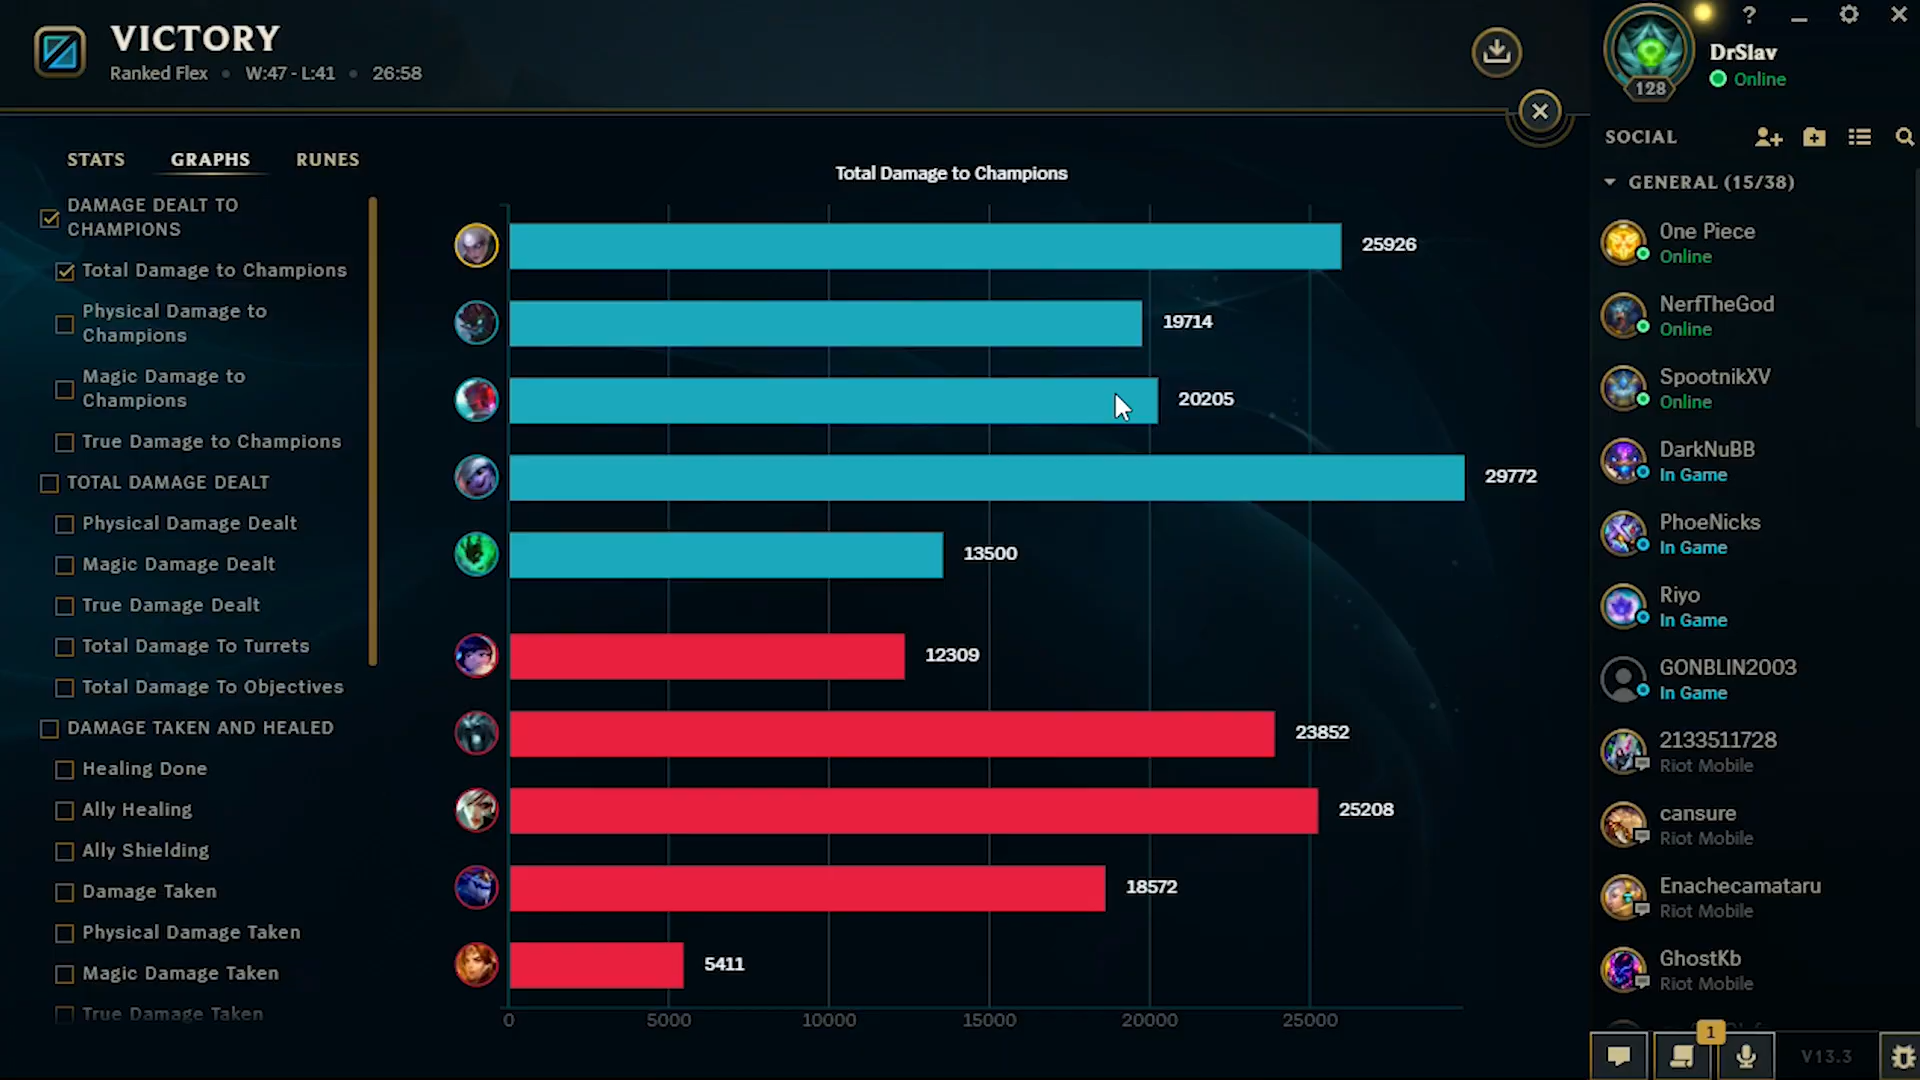 VICTORY
Ranked Flex • W:47 - L:41 • 26:58
STATS GRAPHS RUNES
DAMAGE DEALT TO
CHAMPIONS
Total Damage to Champions
Physical Damage to
Champions
Magic Damage to
Champions
True Damage to Champions
TOTAL DAMAGE DEALT
Physical Damage Dealt
Magic Damage Dealt
True Damage Dealt
Total Damage To Turrets
Total Damage To Objectives
DAMAGE TAKEN AND HEALED
Healing Done
Ally Healing
Ally Shielding
Damage Taken
Physical Damage Taken
Magic Damage Taken
True Damage Taken
Total Damage to Champions
25926
19714
20205
29772
13500
12309
23852
25208
18572
5411
0 5000 10000 15000 20000 25000
?
128
DrSlav
Online
SOCIAL
GENERAL (15/38)
One Piece
Online
NerfTheGod
Online
SpootnikXV
Online
DarkNuBB
In Game
PhoeNicks
In Game
Riyo
In Game
GONBLIN2003
In Game
2133511728
Riot Mobile
cansure
Riot Mobile
Enachecamataru
Riot Mobile
GhostKb
Riot Mobile
1
V13.3